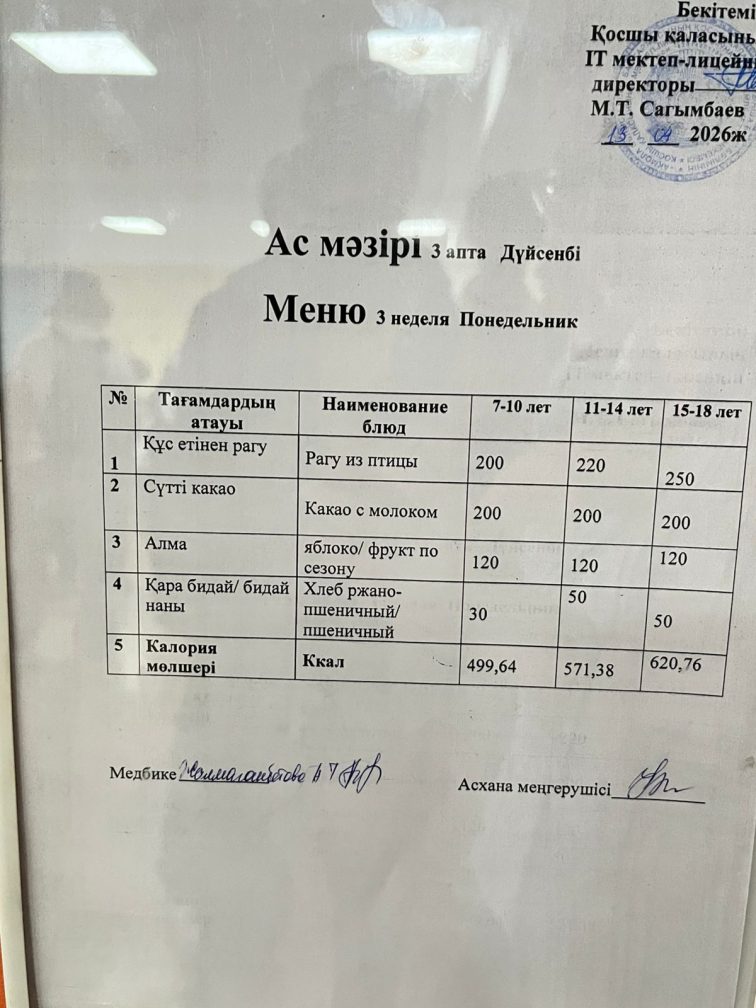 Бекітемі
Қосшы қаласынь
IT мектеп-лицейн
директоры
М.Т. Сагымбаев
13 04 2026ж
Ас мәзірі 3 апта Дүйсенбі
Меню 3 неделя Понедельник
№ Тағамдардың атауы Наименование блюд 7-10 лет 11-14 лет 15-18 лет
1 Құс етінен рагу Рагу из птицы 200 220 250
2 Сүтті какао Какао с молоком 200 200 200
3 Алма яблоко/ фрукт по сезону 120 120 120
4 Қара бидай/ бидай наны Хлеб ржано-пшеничный/ пшеничный 30 50 50
5 Калория мөлшері Ккал 499,64 571,38 620,76
Медбике
Асхана меңгерушісі